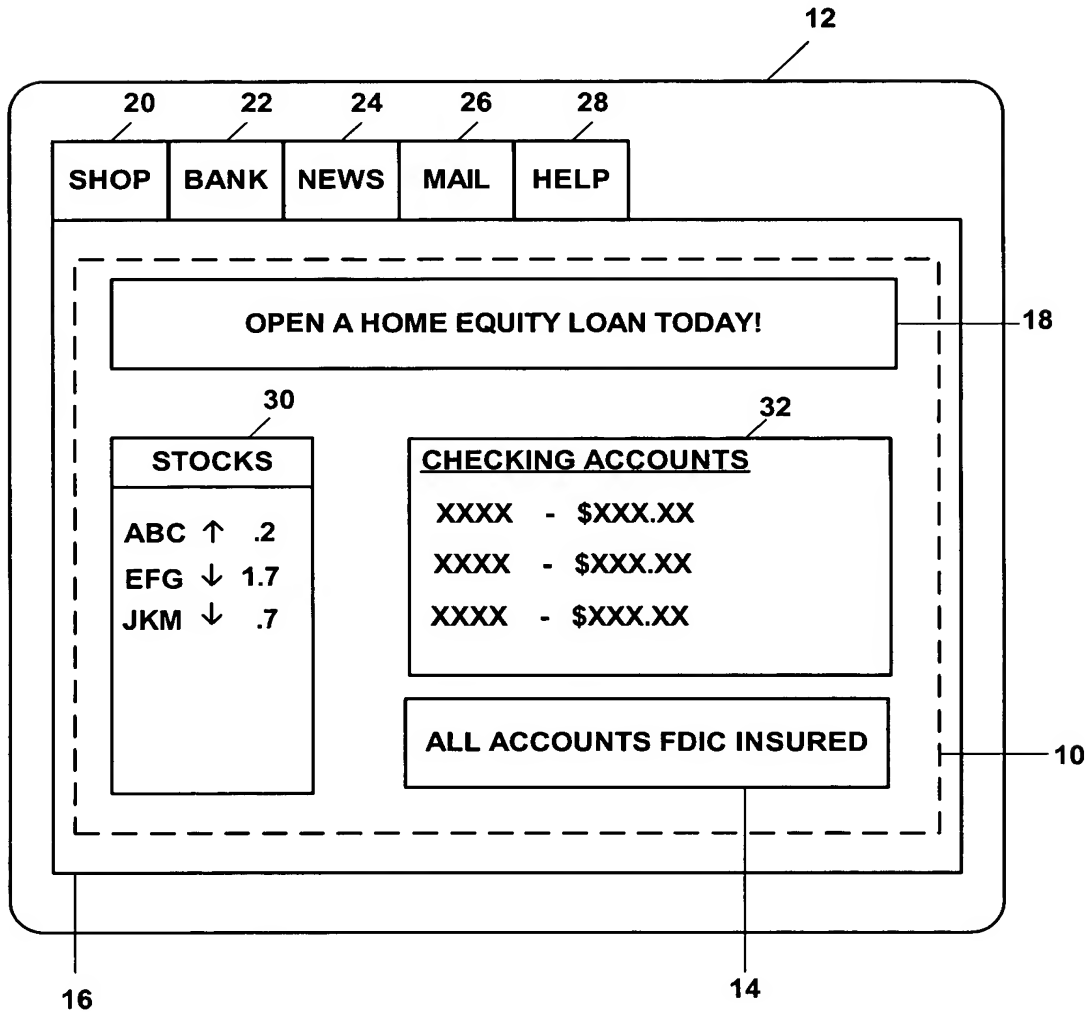 12
20 22 24 26 28
SHOP BANK NEWS MAIL HELP
OPEN A HOME EQUITY LOAN TODAY!
18
30
STOCKS
ABC ↑ .2
EFG ↓ 1.7
JKM ↓ .7
32
CHECKING ACCOUNTS
XXXX - $XXX.XX
XXXX - $XXX.XX
XXXX - $XXX.XX
ALL ACCOUNTS FDIC INSURED
10
16
14